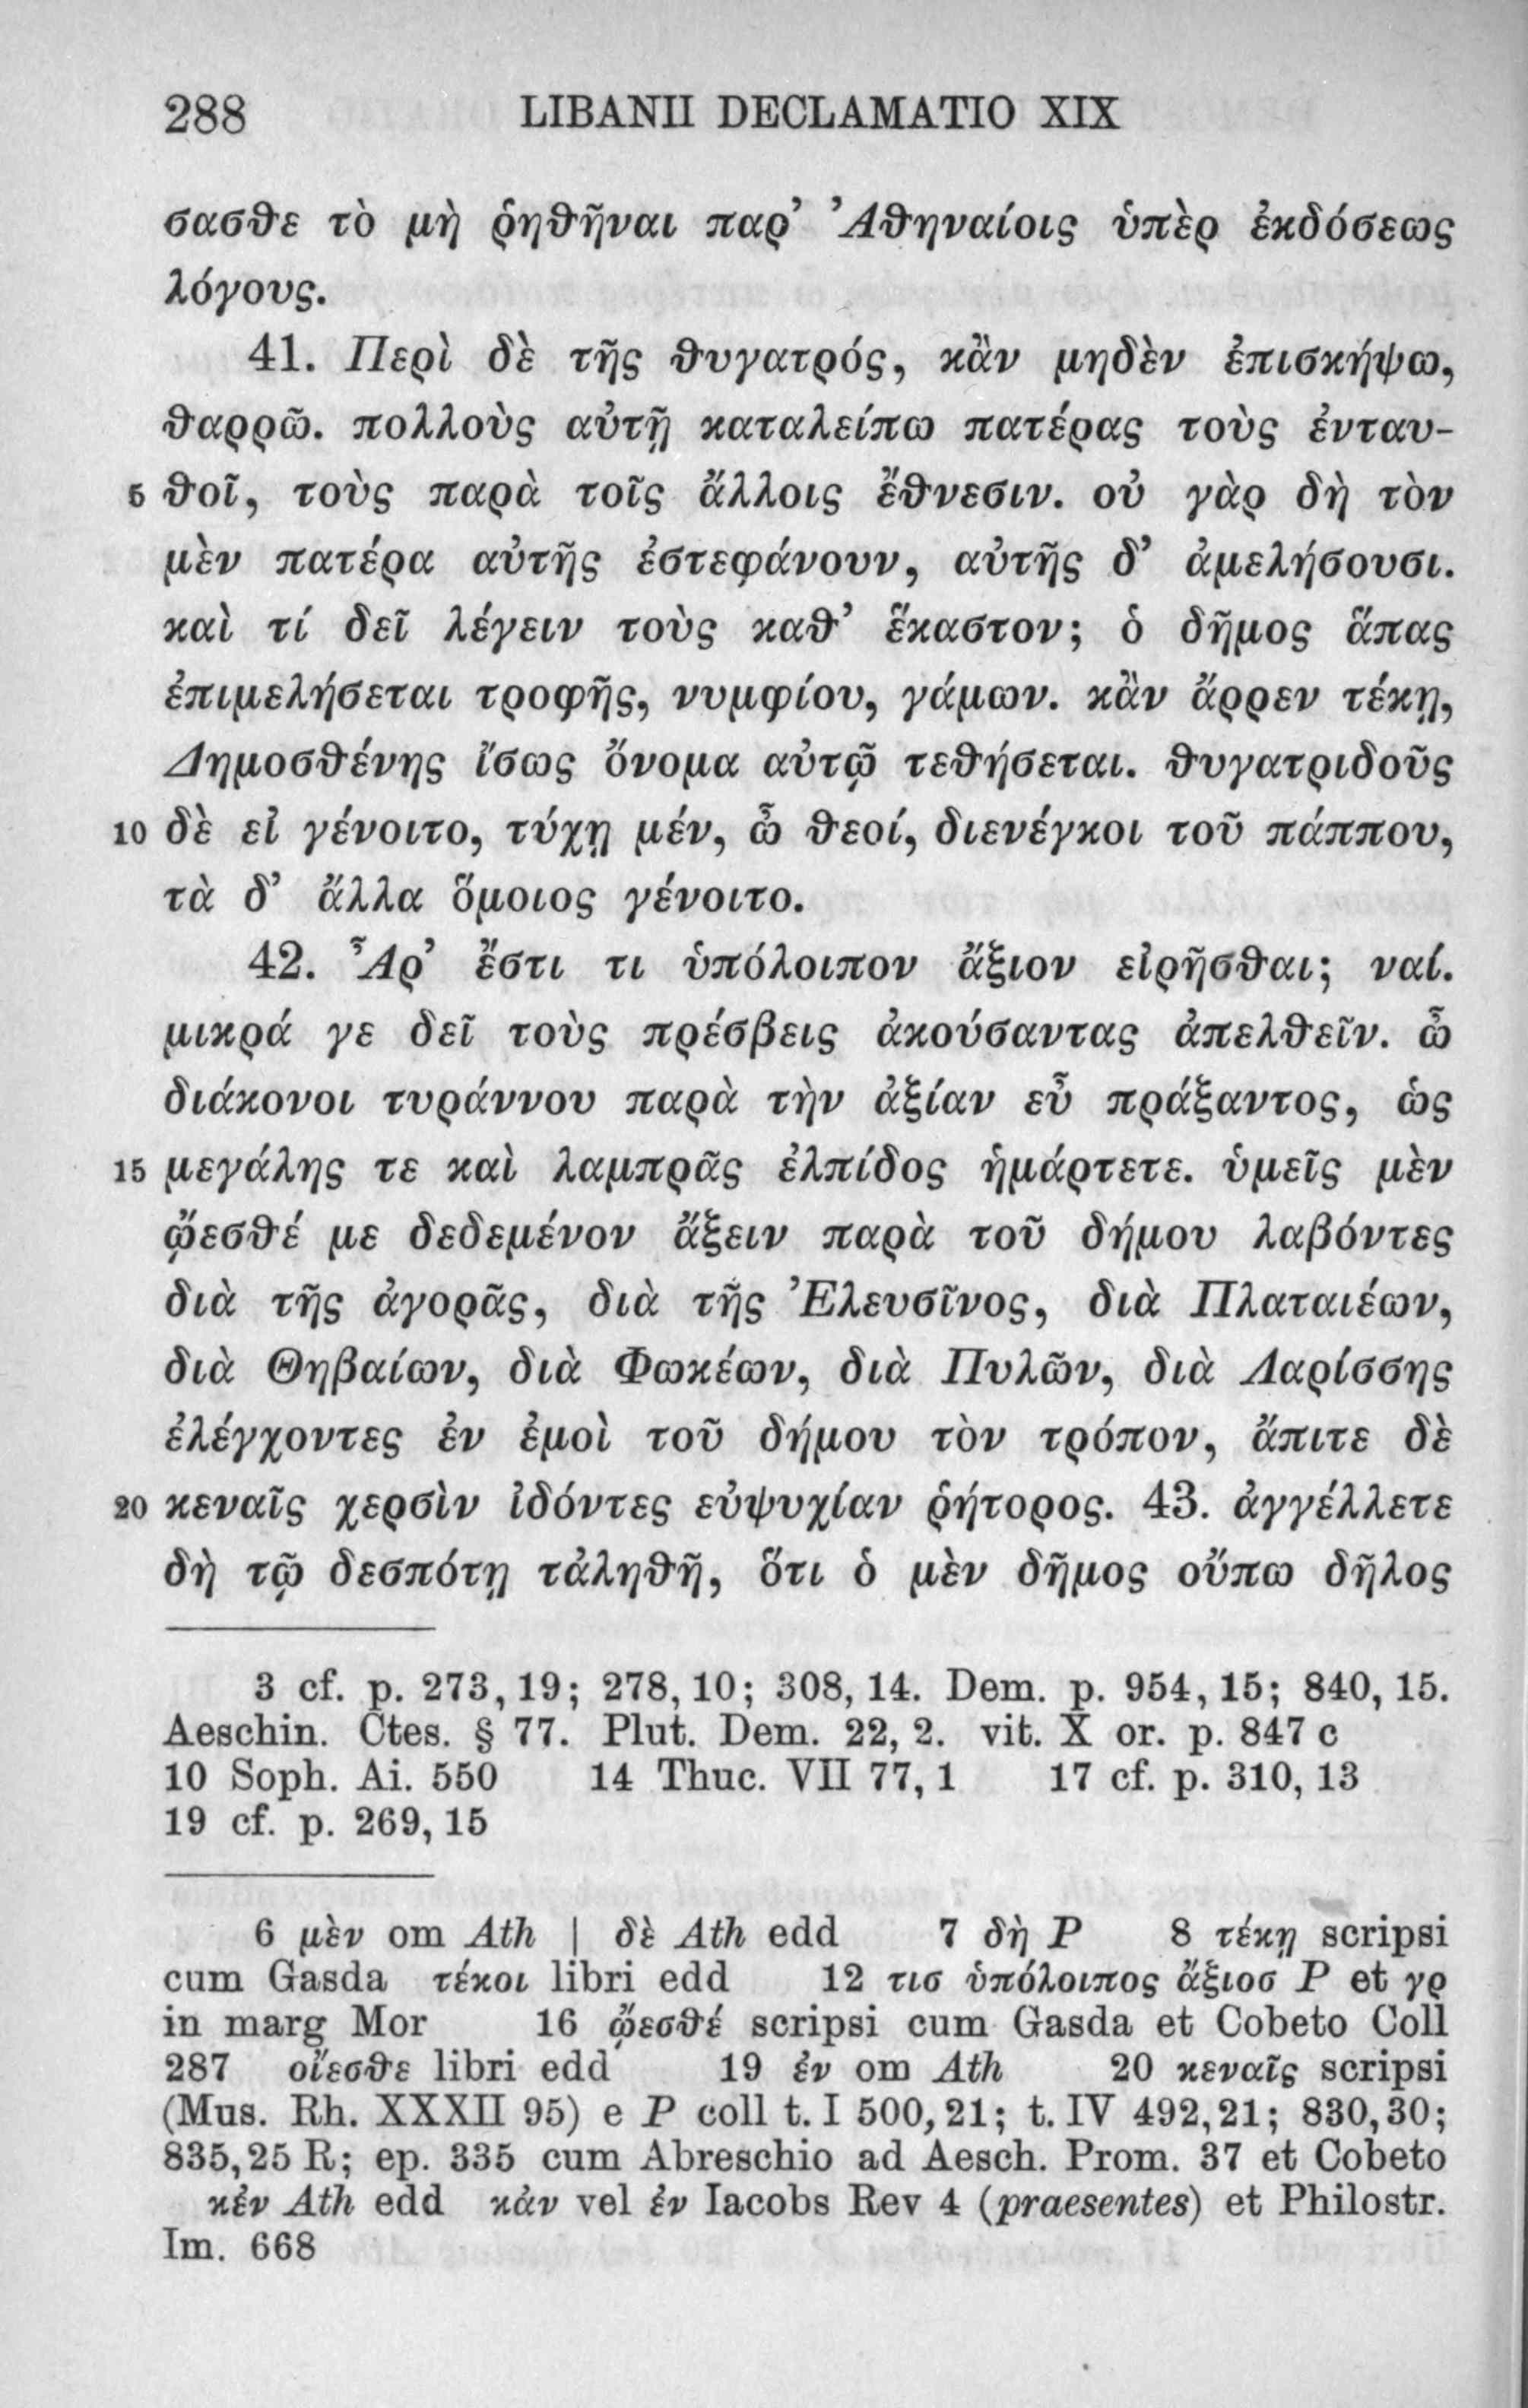 288 LIBANII DECLAMATIO XIX
σασθε τὸ μὴ ῥηθῆναι παρ’ Ἀθηναίοις ὑπὲρ ἐκδόσεως
λόγους.
41. Περὶ δὲ τῆς θυγατρός, κἂν μηδὲν ἐπισκήψω,
θαρρῶ. πολλοὺς αὐτῇ καταλείπω πατέρας τοὺς ἐνταυ-
5 θοῖ, τοὺς παρὰ τοῖς ἄλλοις ἔθνεσιν. οὐ γὰρ δὴ τὸν
μὲν πατέρα αὐτῆς ἐστεφάνουν, αὐτῆς δ’ ἀμελήσουσι.
καὶ τί δεῖ λέγειν τοὺς καθ’ ἕκαστον; ὁ δῆμος ἅπας
ἐπιμελήσεται τροφῆς, νυμφίου, γάμων. κἂν ἄρρεν τέκῃ,
Δημοσθένης ἴσως ὄνομα αὐτῷ τεθήσεται. θυγατριδοῦς
10 δὲ εἰ γένοιτο, τύχῃ μέν, ὦ θεοί, διενέγκοι τοῦ πάππου,
τὰ δ’ ἄλλα ὅμοιος γένοιτο.
42. Ἆρ’ ἔστι τι ὑπόλοιπον ἄξιον εἰρῆσθαι; ναί.
μικρά γε δεῖ τοὺς πρέσβεις ἀκούσαντας ἀπελθεῖν. ὦ
διάκονοι τυράννου παρὰ τὴν ἀξίαν εὖ πράξαντος, ὡς
15 μεγάλης τε καὶ λαμπρᾶς ἐλπίδος ἡμάρτετε. ὑμεῖς μὲν
ᾤεσθέ με δεδεμένον ἄξειν παρὰ τοῦ δήμου λαβόντες
διὰ τῆς ἀγορᾶς, διὰ τῆς Ἐλευσῖνος, διὰ Πλαταιέων,
διὰ Θηβαίων, διὰ Φωκέων, διὰ Πυλῶν, διὰ Λαρίσσης
ἐλέγχοντες ἐν ἐμοὶ τοῦ δήμου τὸν τρόπον, ἄπιτε δὲ
20 κεναῖς χερσὶν ἰδόντες εὐψυχίαν ῥήτορος. 43. ἀγγέλλετε
δὴ τῷ δεσπότῃ τἀληθῆ, ὅτι ὁ μὲν δῆμος οὔπω δῆλος
3 cf. p. 273, 19; 278, 10; 308, 14. Dem. p. 954, 15; 840, 15.
Aeschin. Ctes. § 77. Plut. Dem. 22, 2. vit. X or. p. 847 c
10 Soph. Ai. 550 14 Thuc. VII 77, 1 17 cf. p. 310, 13
19 cf. p. 269, 15
6 μὲν om Ath | δὲ Ath edd 7 δὴ P 8 τέκῃ scripsi
cum Gasda τέκοι libri edd 12 τισ ὑπόλοιπος ἄξιοσ P et γρ
in marg Mor 16 ᾤεσθέ scripsi cum Gasda et Cobeto Coll
287 οἴεσθε libri edd 19 ἐν om Ath 20 κεναῖς scripsi
(Mus. Rh. XXXII 95) e P coll t. I 500, 21; t. IV 492, 21; 830, 30;
835, 25 R; ep. 335 cum Abreschio ad Aesch. Prom. 37 et Cobeto
κἐν Ath edd κἀν vel ἐν Iacobs Rev 4 (praesentes) et Philostr.
Im. 668